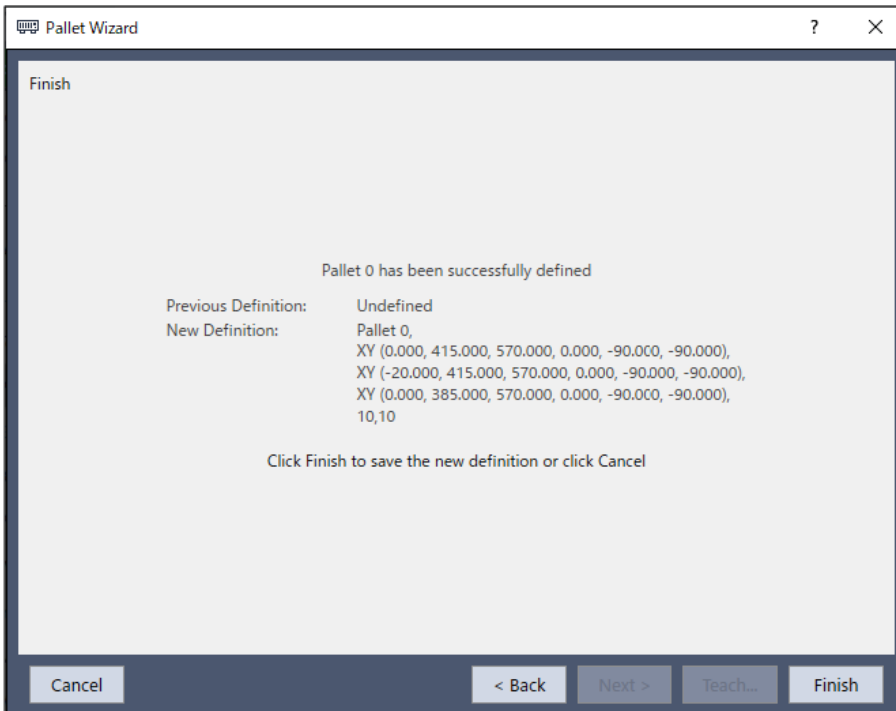 Pallet Wizard
?
Finish
Pallet 0 has been successfully defined
Previous Definition: Undefined
New Definition: Pallet 0,
XY (0.000, 415.000, 570.000, 0.000, -90.000, -90.000),
XY (-20.000, 415.000, 570.000, 0.000, -90.000, -90.000),
XY (0.000, 385.000, 570.000, 0.000, -90.000, -90.000),
10,10
Click Finish to save the new definition or click Cancel
Cancel < Back Next > Teach... Finish